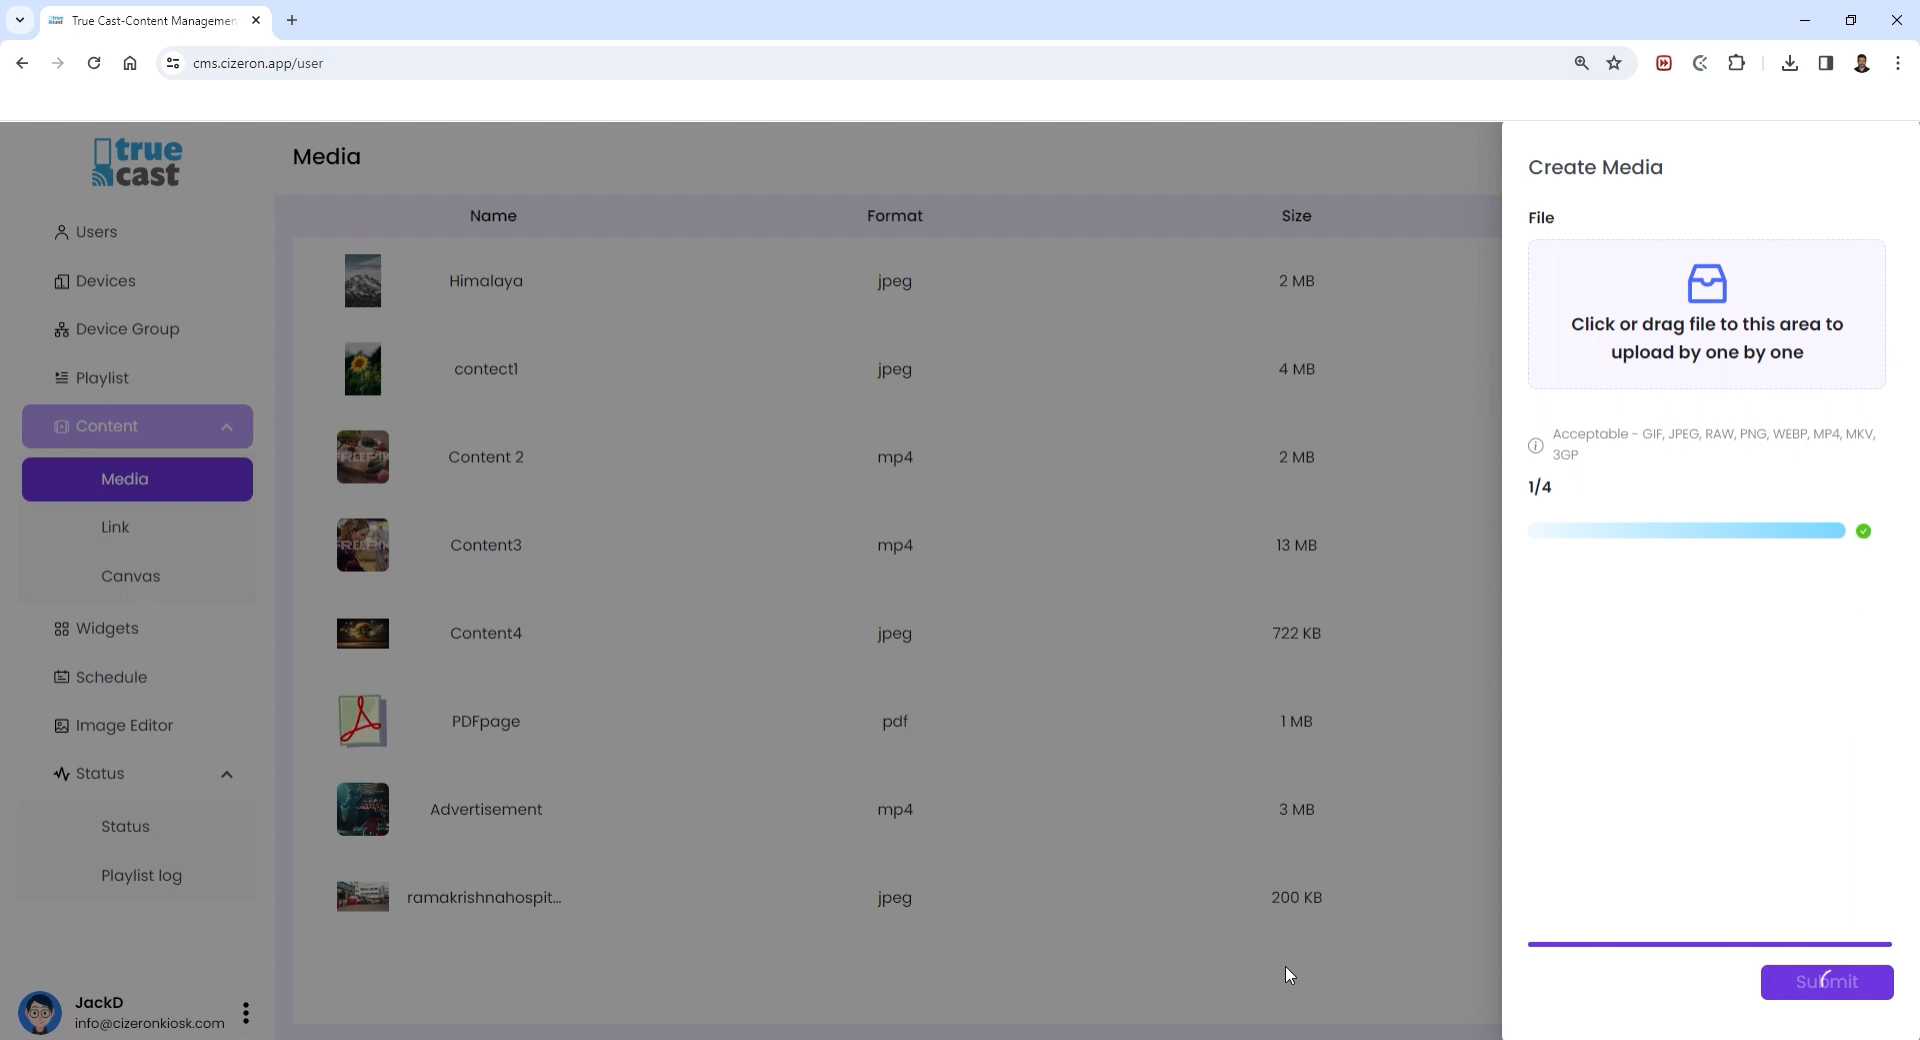 True Cast-Content Managemen
cms.cizeron.app/user
true
cast
Users
Devices
Device Group
Playlist
Content
Media
Link
Canvas
Widgets
Schedule
Image Editor
Status
Status
Playlist log
JackD
info@cizeronkiosk.com
Media
Name Format Size
Himalaya jpeg 2 MB
contect1 jpeg 4 MB
Content 2 mp4 2 MB
Content3 mp4 13 MB
Content4 jpeg 722 KB
PDFpage pdf 1 MB
Advertisement mp4 3 MB
ramakrishnahospit... jpeg 200 KB
Create Media
File
Click or drag file to this area to
upload by one by one
Acceptable - GIF, JPEG, RAW, PNG, WEBP, MP4, MKV,
3GP
1/4
Submit